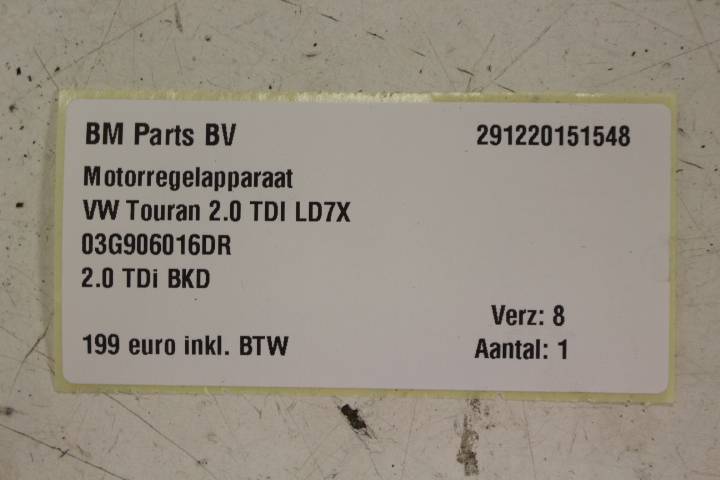 BM Parts BV 291220151548
Motorregelapparaat
VW Touran 2.0 TDI LD7X
03G906016DR
2.0 TDi BKD
Verz: 8
199 euro inkl. BTW Aantal: 1